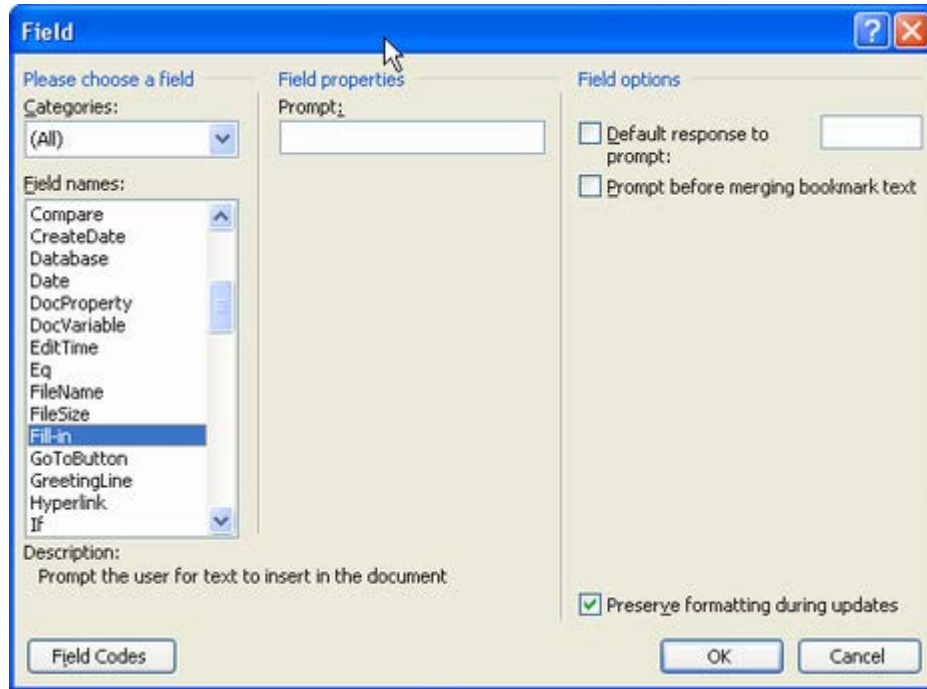 Field
Please choose a field
Categories:
(All)
Field names:
Compare
CreateDate
Database
Date
DocProperty
DocVariable
EditTime
Eq
FileName
FileSize
Fill-in
GoToButton
GreetingLine
Hyperlink
If
Field properties
Prompt:
Field options
Default response to
prompt:
Prompt before merging bookmark text
Description:
Prompt the user for text to insert in the document
Preserve formatting during updates
Field Codes
OK
Cancel